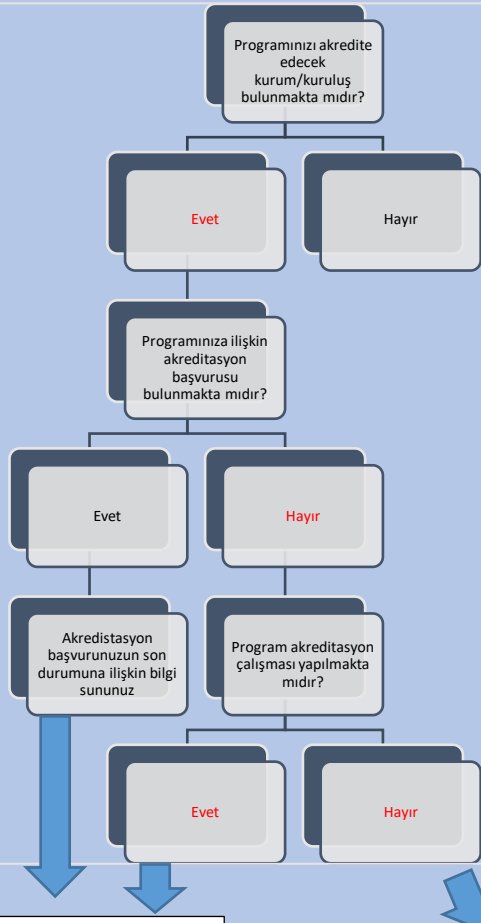 Programınızı akredite
edecek
kurum/kuruluş
bulunmakta mıdır?
Evet
Hayır
Programınıza ilişkin
akreditasyon
başvurusu
bulunmakta mıdır?
Evet
Hayır
Akredistasyon
başvurunuzun son
durumuna ilişkin bilgi
sununuz
Program akreditasyon
çalışması yapılmakta
mıdır?
Evet
Hayır